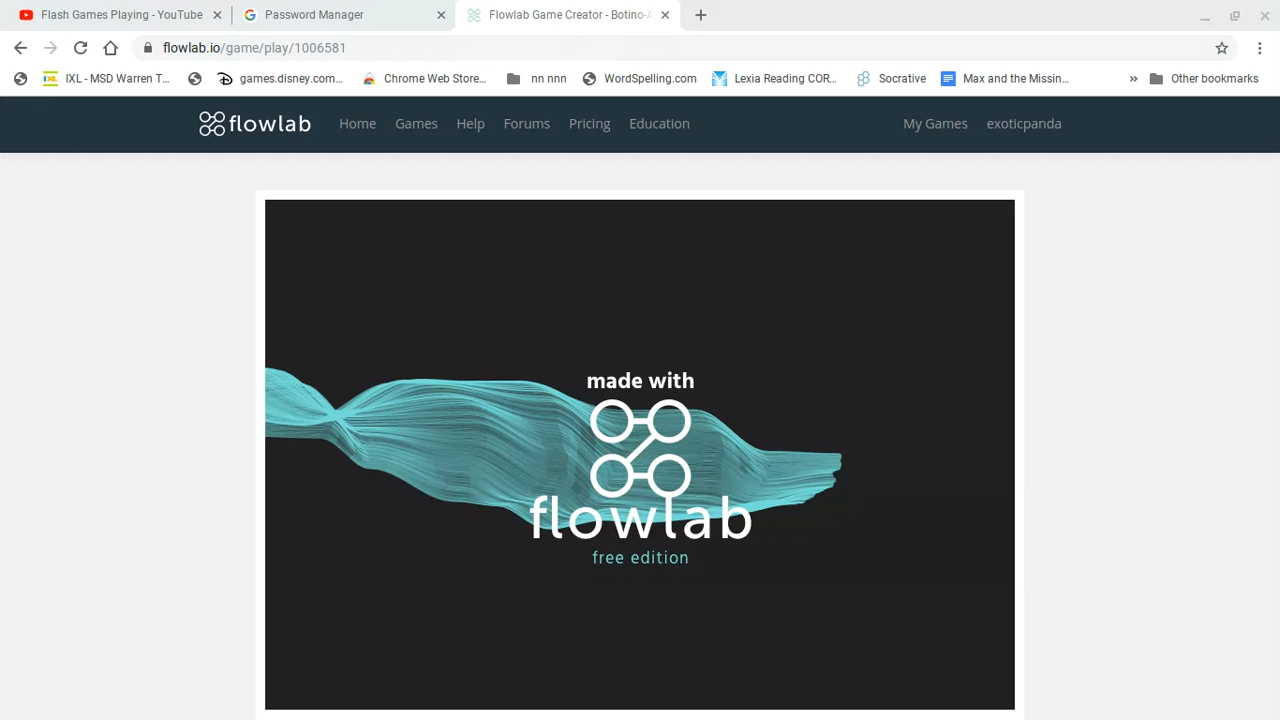 Flash Games Playing - YouTube
Password Manager
Flowlab Game Creator - Botino-A
flowlab.io/game/play/1006581
IXL - MSD Warren T...
games.disney.com...
Chrome Web Store...
nn nnn
WordSpelling.com
Lexia Reading COR...
Socrative
Max and the Missin...
»
Other bookmarks
flowlab
Home
Games
Help
Forums
Pricing
Education
My Games
exoticpanda
made with
flowlab
free edition